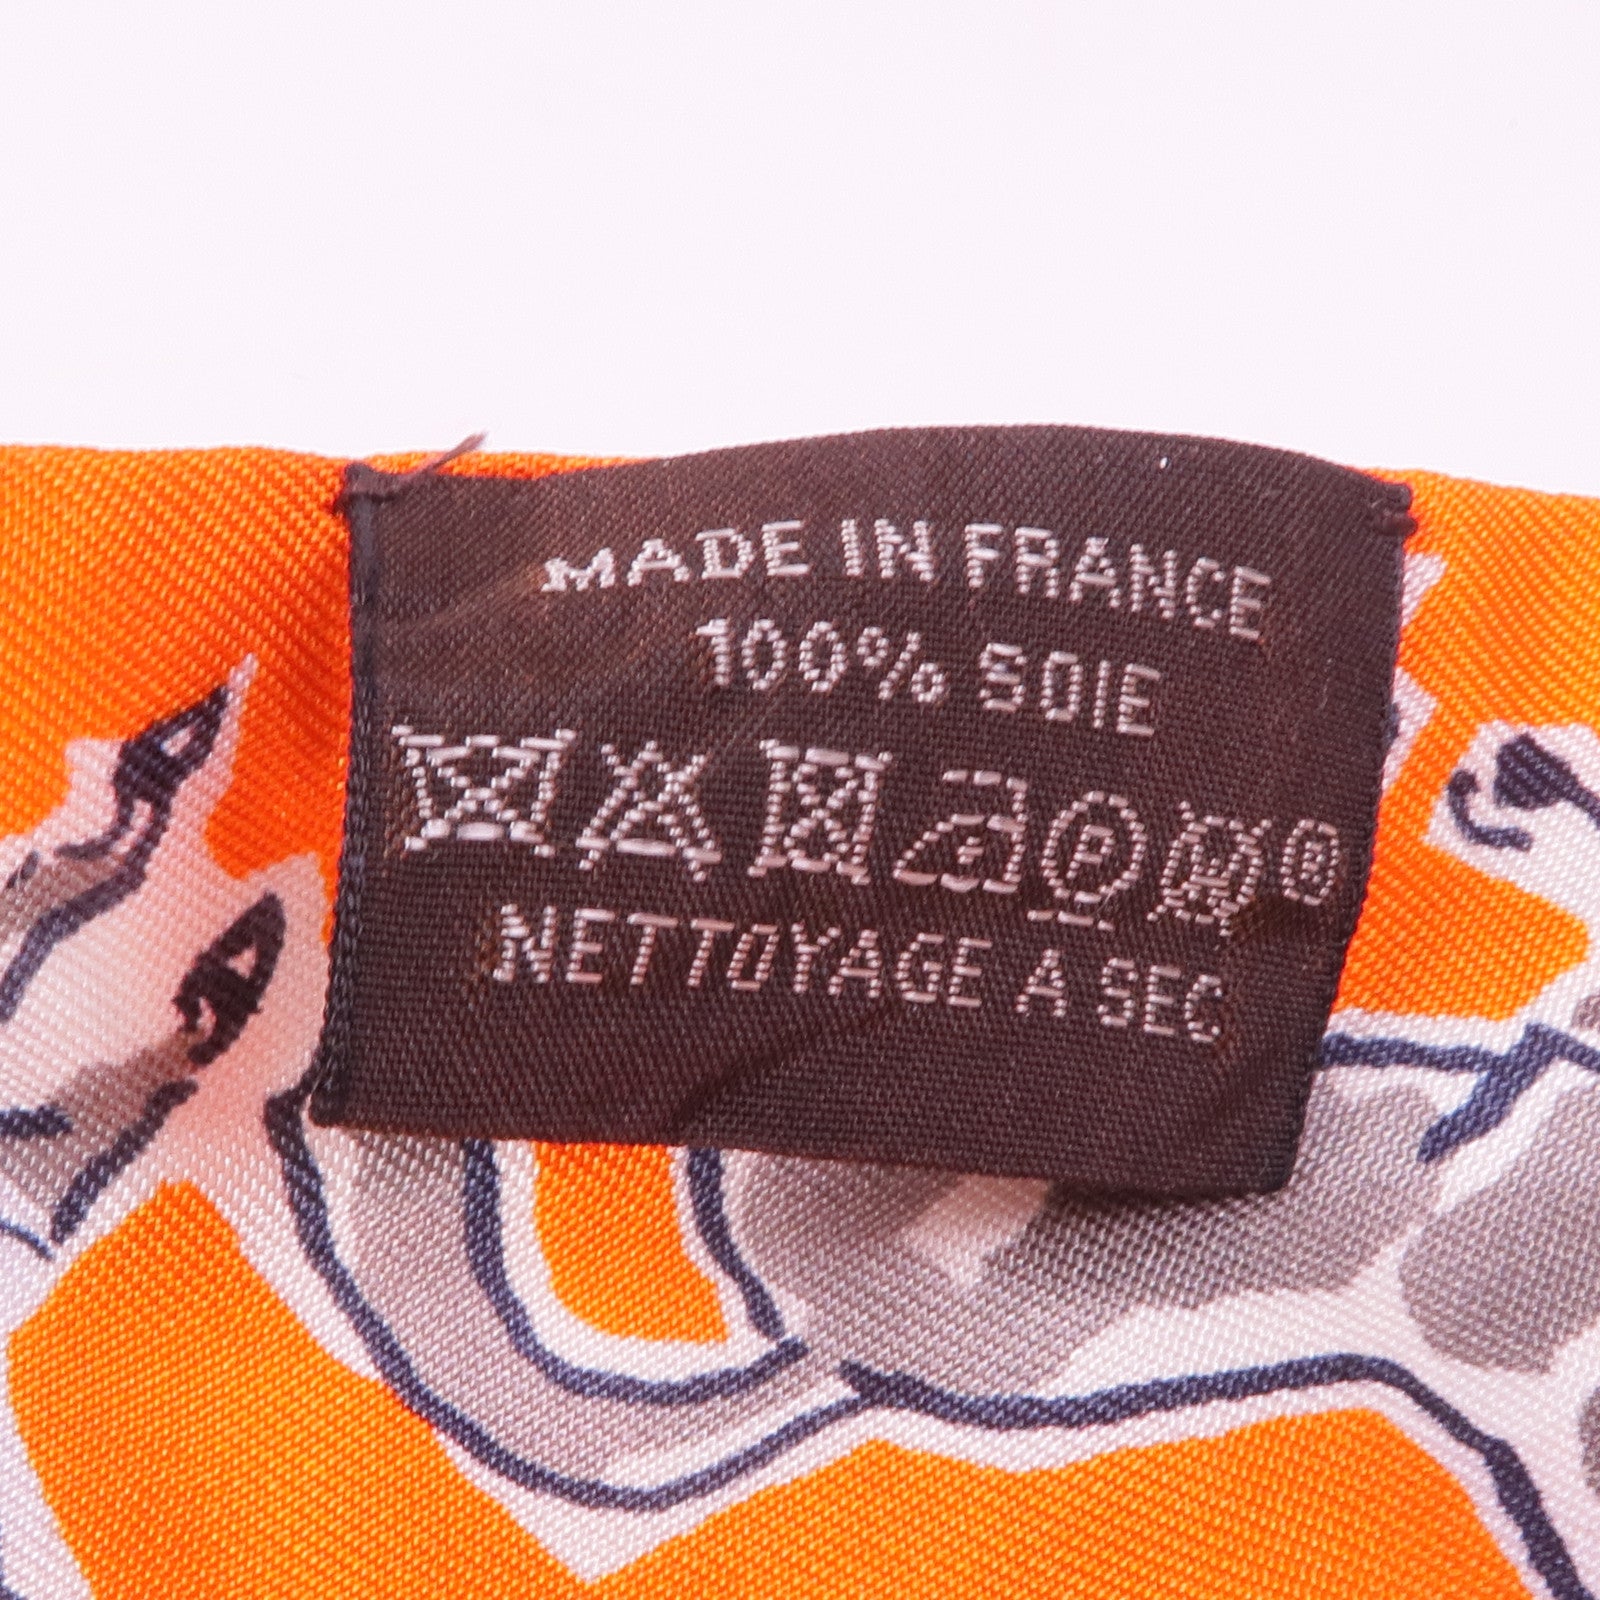 MADE IN FRANCE
100% SOIE
P W ®
NETTOYAGE A SEC